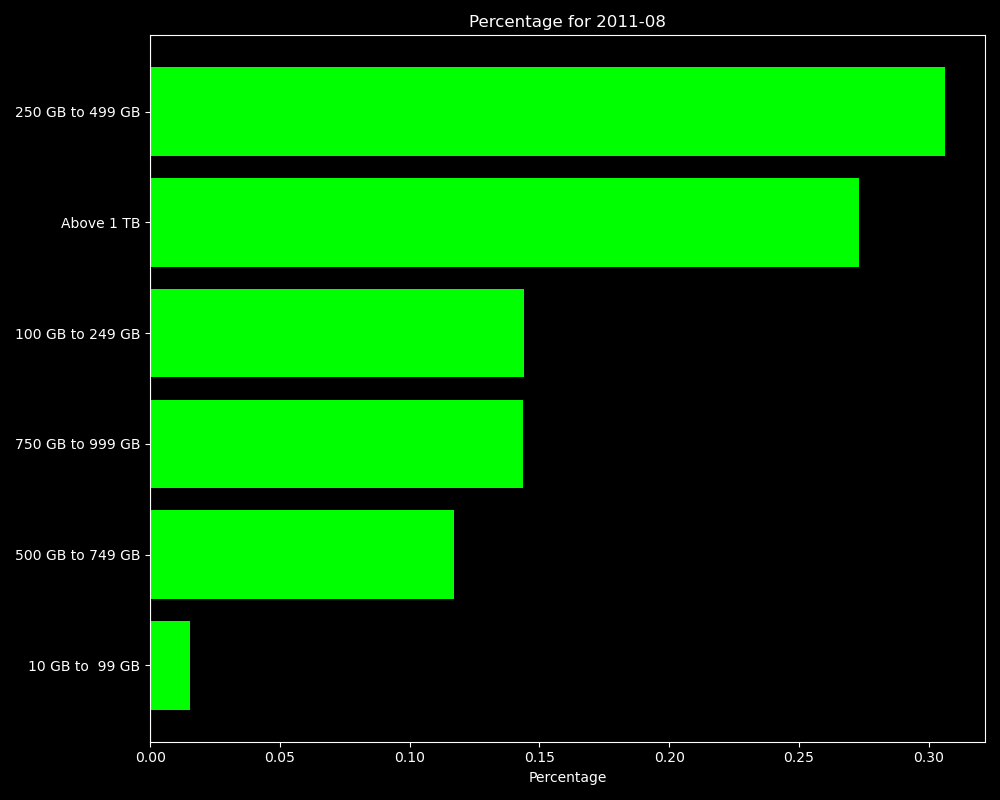 Percentage for 2011-08
250 GB to 499 GB
Above 1 TB
100 GB to 249 GB
750 GB to 999 GB
500 GB to 749 GB
10 GB to  99 GB
0.00 0.05 0.10 0.15 0.20 0.25 0.30
Percentage